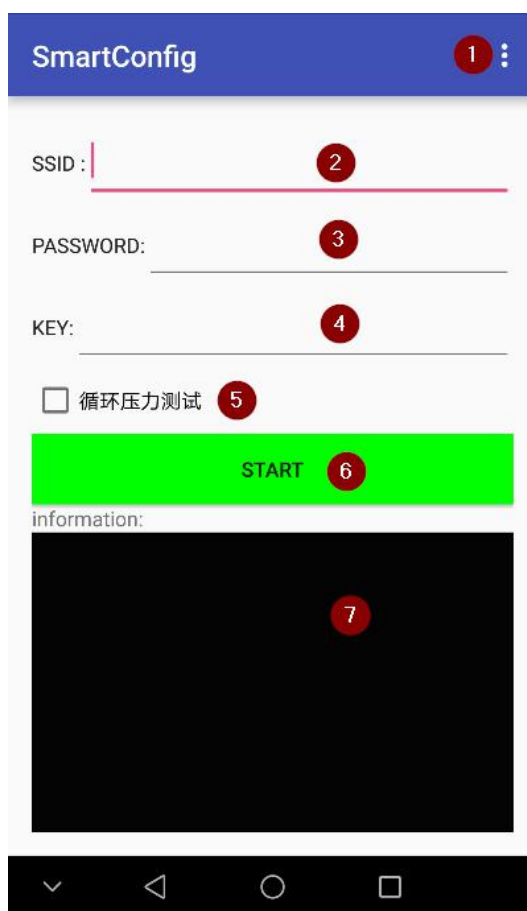 SmartConfig 1
SSID : 2
PASSWORD: 3
KEY: 4
循环压力测试 5
START 6
information:
7